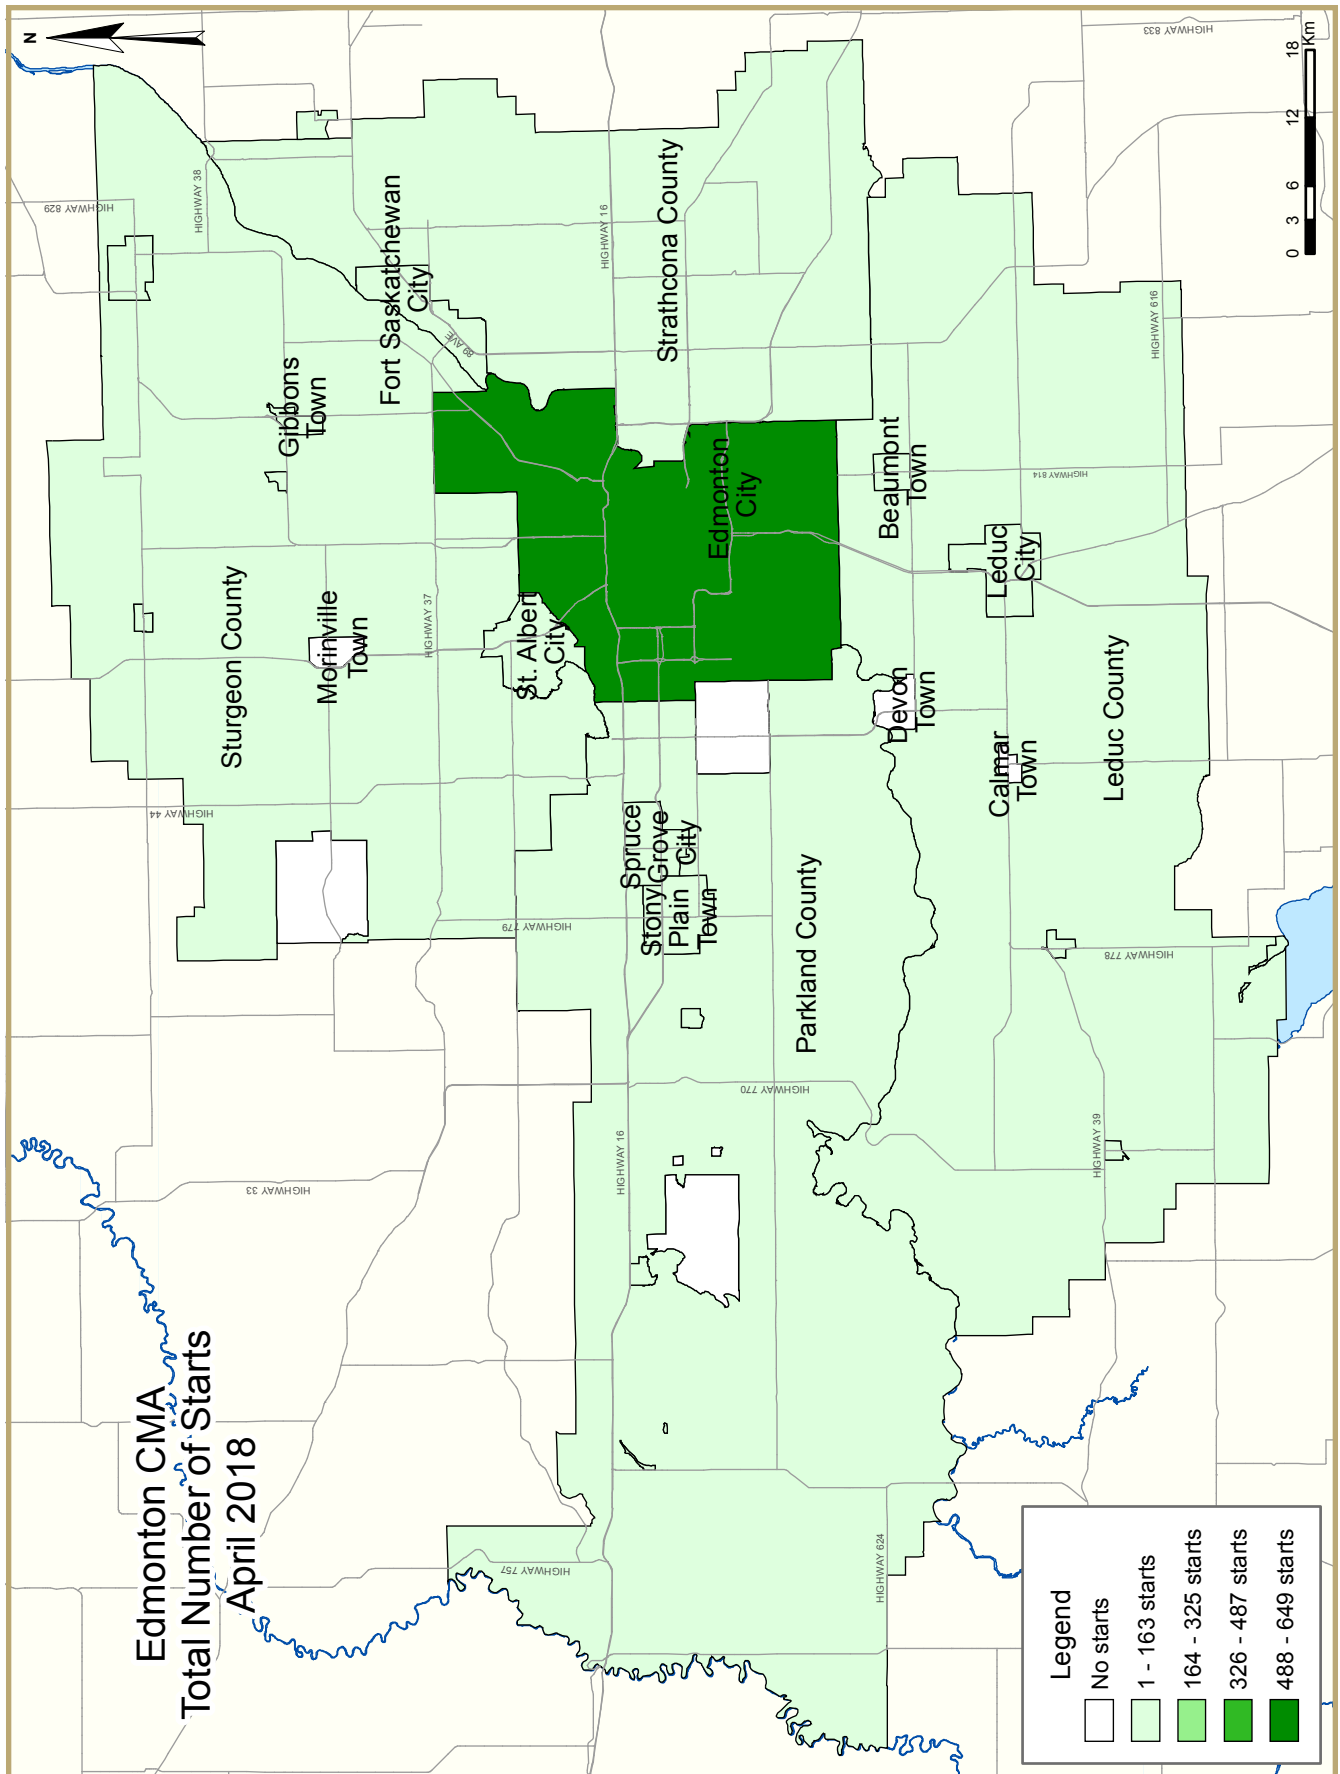 Edmonton CMA
Total Number of Starts
April 2018
N
HIGHWAY 829
HIGHWAY 38
HIGHWAY 833
HIGHWAY 16
HIGHWAY 37
HIGHWAY 44
HIGHWAY 779
HIGHWAY 33
HIGHWAY 757
HIGHWAY 16
HIGHWAY 770
HIGHWAY 624
HIGHWAY 39
HIGHWAY 778
HIGHWAY 814
HIGHWAY 616
89 AVE
Sturgeon County
Gibbons
Town
Morinville
Town
Fort Saskatchewan
City
St. Albert
City
Strathcona County
Edmonton
City
Spruce
Grove
City
Stony
Plain
Town
Parkland County
Beaumont
Town
Leduc
City
Devon
Town
Calmar
Town
Leduc County
Legend
No starts
1 - 163 starts
164 - 325 starts
326 - 487 starts
488 - 649 starts
0 3 6 12 18
Km